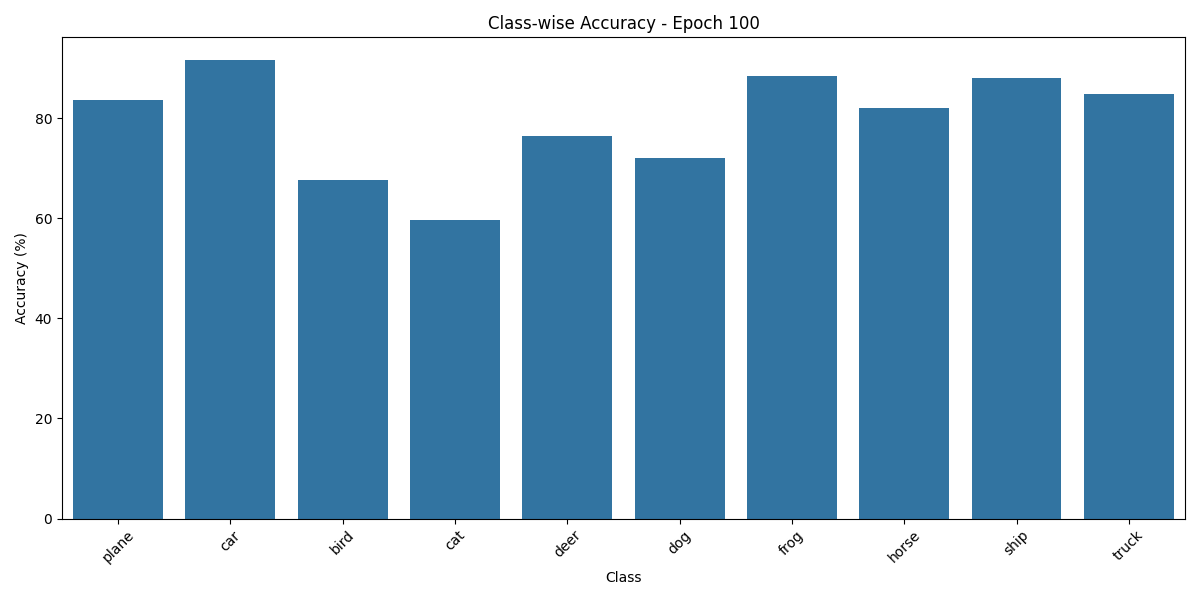 Class-wise Accuracy - Epoch 100
Accuracy (%)
80
60
40
20
0
plane car bird cat deer dog frog horse ship truck
Class